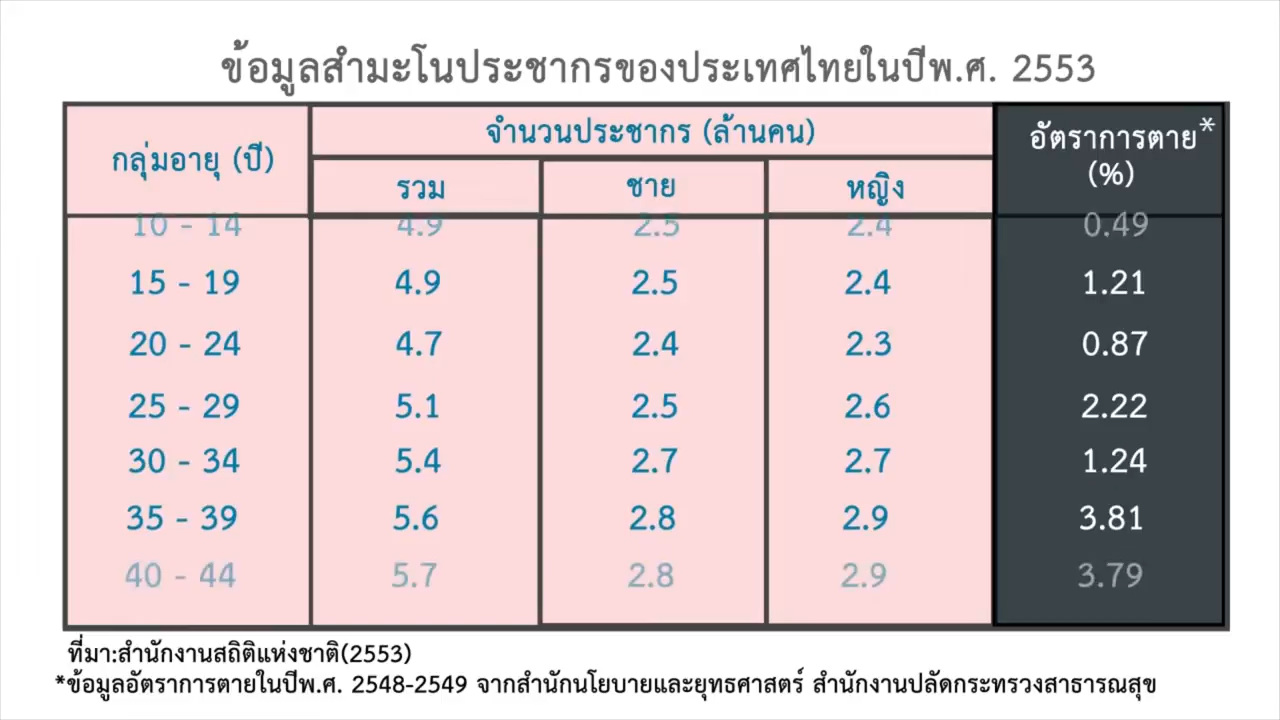 ข้อมูลสำมะโนประชากรของประเทศไทยในปีพ.ศ. 2553
กลุ่มอายุ (ปี) จำนวนประชากร (ล้านคน) อัตราการตาย* (%)
รวม ชาย หญิง
10 - 14 4.9 2.5 2.4 0.49
15 - 19 4.9 2.5 2.4 1.21
20 - 24 4.7 2.4 2.3 0.87
25 - 29 5.1 2.5 2.6 2.22
30 - 34 5.4 2.7 2.7 1.24
35 - 39 5.6 2.8 2.9 3.81
40 - 44 5.7 2.8 2.9 3.79
ที่มา:สำนักงานสถิติแห่งชาติ(2553)
*ข้อมูลอัตราการตายในปีพ.ศ. 2548-2549 จากสำนักนโยบายและยุทธศาสตร์ สำนักงานปลัดกระทรวงสาธารณสุข